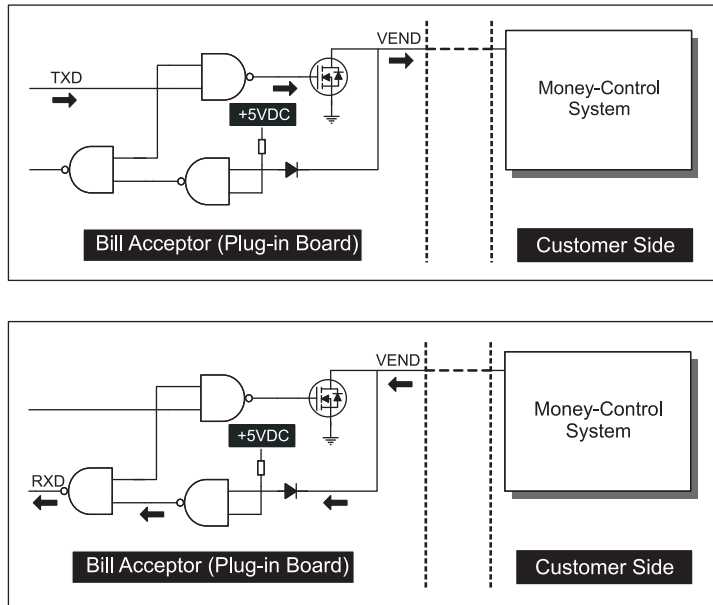 VEND
TXD
Money-Control
System
+5VDC
Bill Acceptor (Plug-in Board)
Customer Side
VEND
Money-Control
System
+5VDC
RXD
Bill Acceptor (Plug-in Board)
Customer Side